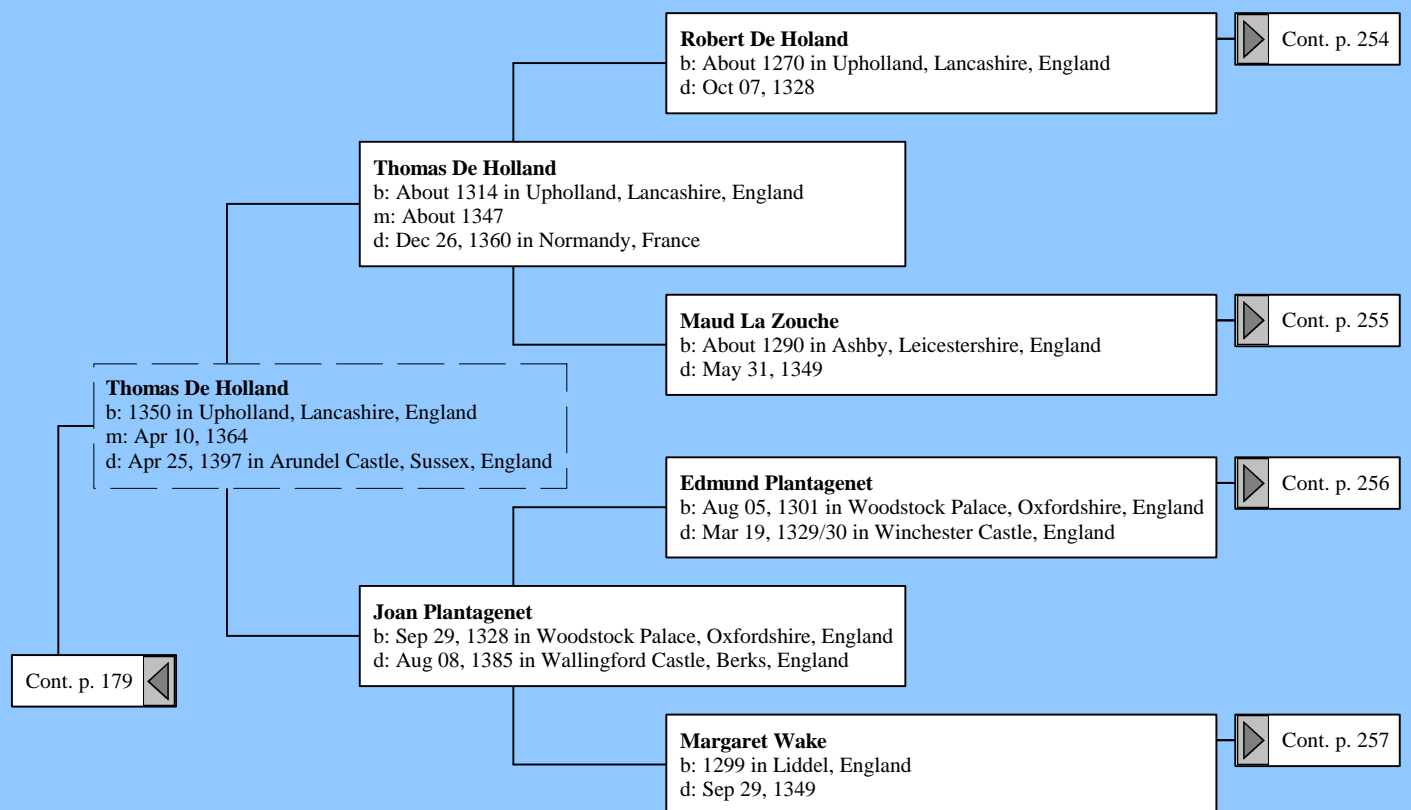 Robert De Holand
b: About 1270 in Upholland, Lancashire, England
d: Oct 07, 1328
Cont. p. 254
Thomas De Holland
b: About 1314 in Upholland, Lancashire, England
m: About 1347
d: Dec 26, 1360 in Normandy, France
Maud La Zouche
b: About 1290 in Ashby, Leicestershire, England
d: May 31, 1349
Cont. p. 255
Thomas De Holland
b: 1350 in Upholland, Lancashire, England
m: Apr 10, 1364
d: Apr 25, 1397 in Arundel Castle, Sussex, England
Edmund Plantagenet
b: Aug 05, 1301 in Woodstock Palace, Oxfordshire, England
d: Mar 19, 1329/30 in Winchester Castle, England
Cont. p. 256
Joan Plantagenet
b: Sep 29, 1328 in Woodstock Palace, Oxfordshire, England
d: Aug 08, 1385 in Wallingford Castle, Berks, England
Cont. p. 179
Margaret Wake
b: 1299 in Liddel, England
d: Sep 29, 1349
Cont. p. 257